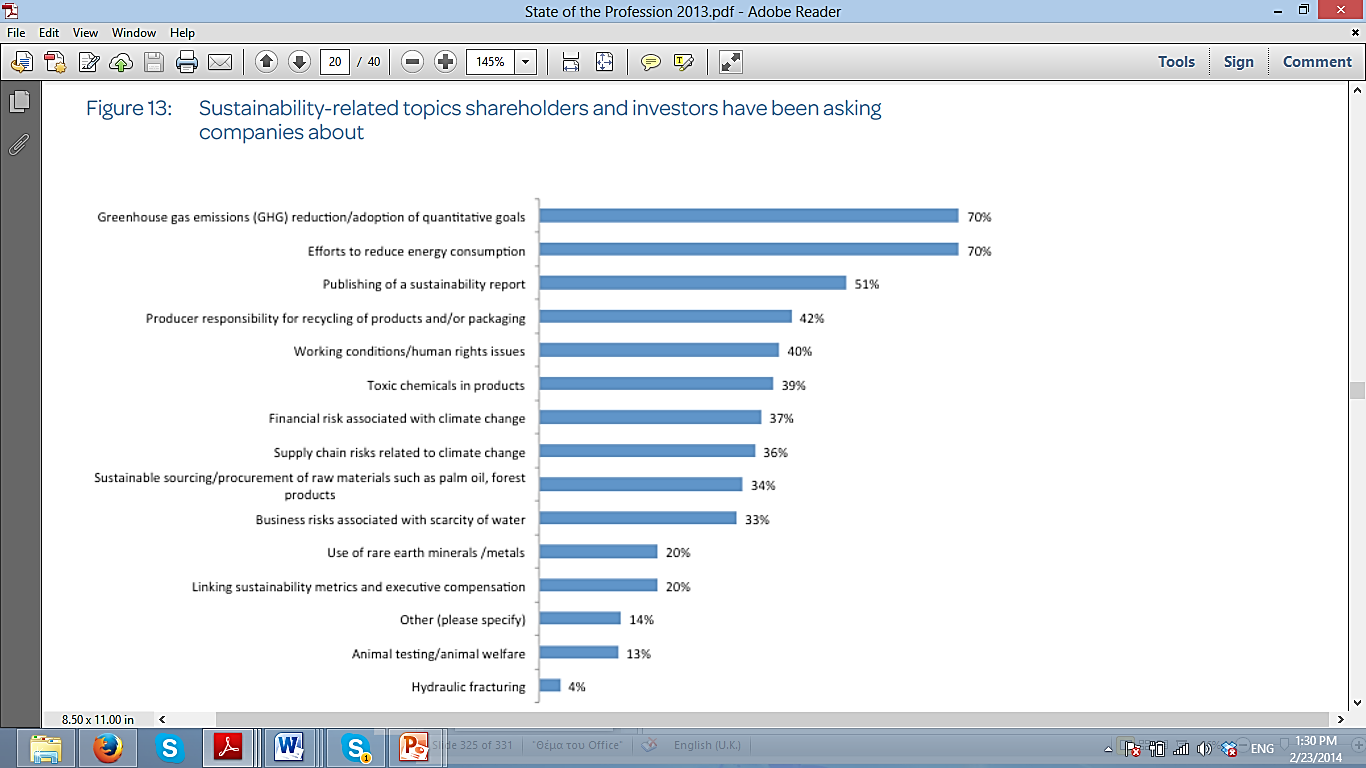 State of the Profession 2013.pdf - Adobe Reader
File Edit View Window Help
20 / 40 145% Tools Sign Comment
Figure 13: Sustainability-related topics shareholders and investors have been asking
companies about
Greenhouse gas emissions (GHG) reduction/adoption of quantitative goals 70%
Efforts to reduce energy consumption 70%
Publishing of a sustainability report 51%
Producer responsibility for recycling of products and/or packaging 42%
Working conditions/human rights issues 40%
Toxic chemicals in products 39%
Financial risk associated with climate change 37%
Supply chain risks related to climate change 36%
Sustainable sourcing/procurement of raw materials such as palm oil, forest
products 34%
Business risks associated with scarcity of water 33%
Use of rare earth minerals /metals 20%
Linking sustainability metrics and executive compensation 20%
Other (please specify) 14%
Animal testing/animal welfare 13%
Hydraulic fracturing 4%
8.50 x 11.00 in
Slide 325 of 331 "Θέμα του Office" English (U.K.) ENG 1:30 PM
2/23/2014